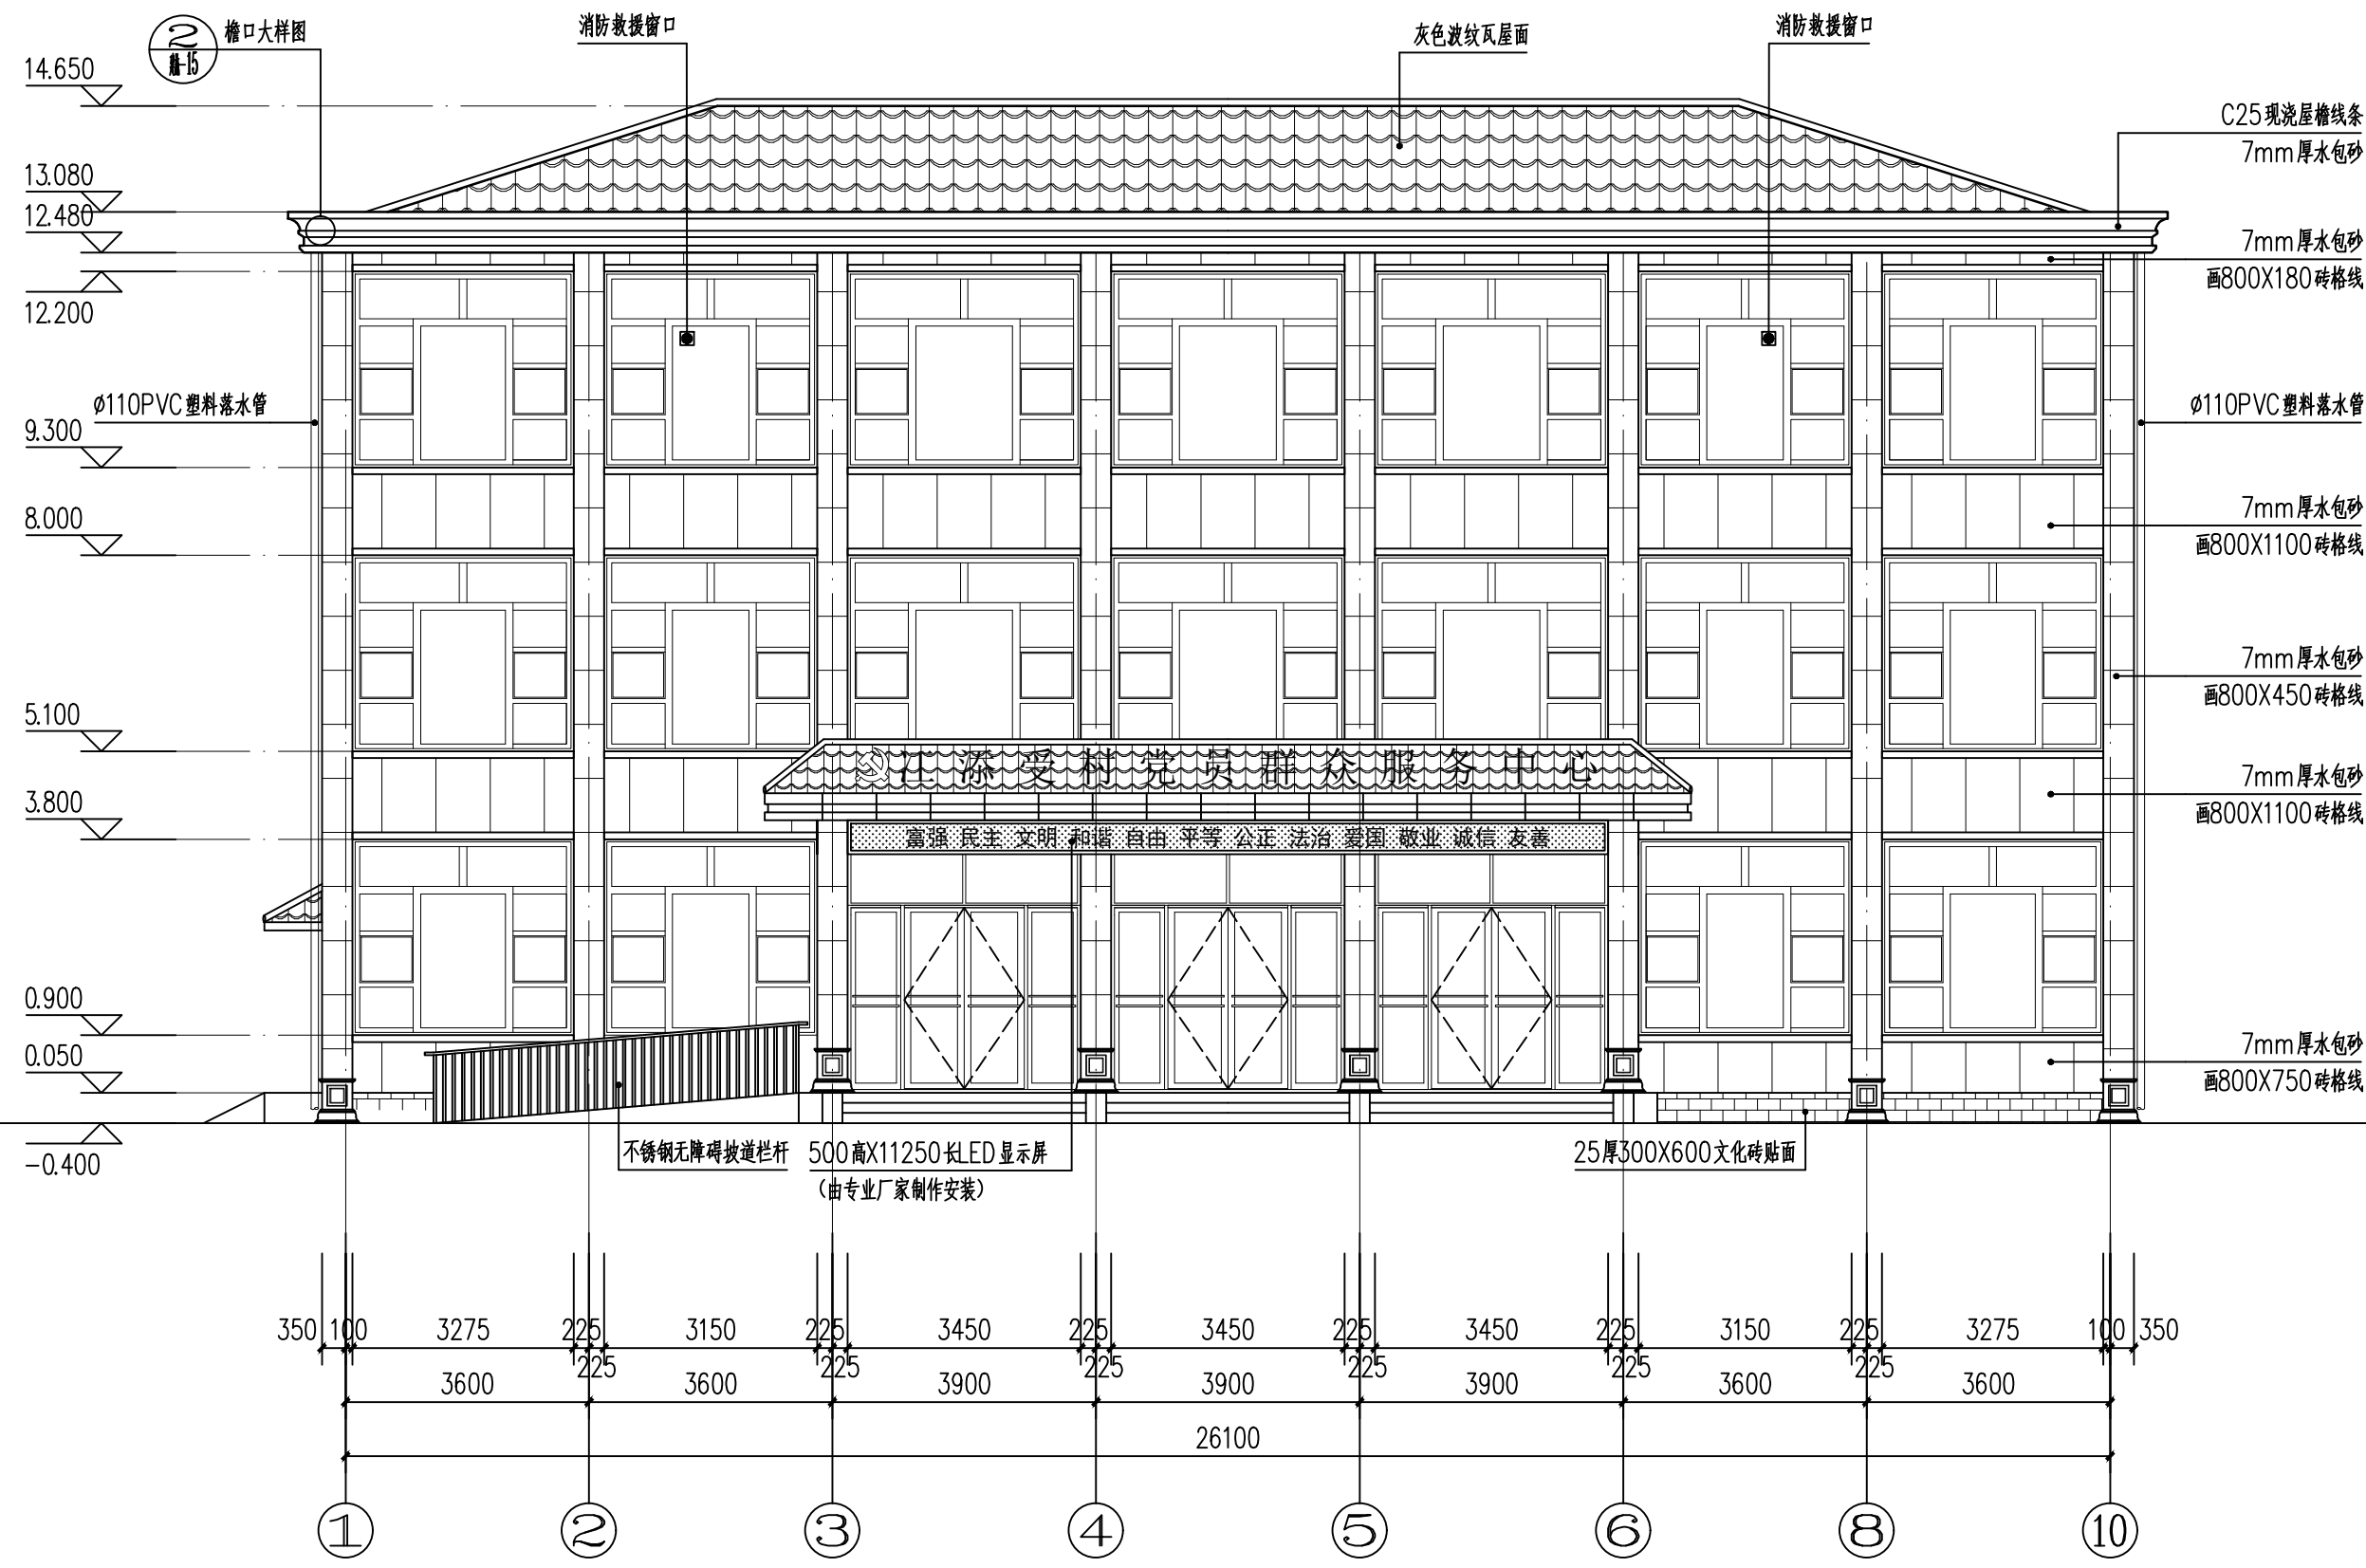 2
檐口大样图
-15
消防救援窗口
灰色波纹瓦屋面
消防救援窗口
14.650
13.080
12.480
12.200
9.300
8.000
5.100
3.800
0.900
0.050
-0.400
C25现浇屋檐线条
7mm厚水包砂
7mm厚水包砂
画800X180砖格线
ø110PVC塑料落水管
ø110PVC塑料落水管
7mm厚水包砂
画800X1100砖格线
7mm厚水包砂
画800X450砖格线
7mm厚水包砂
画800X1100砖格线
7mm厚水包砂
画800X750砖格线
江添受村党员群众服务中心
富强 民主 文明 和谐 自由 平等 公正 法治 爱国 敬业 诚信 友善
不锈钢无障碍坡道栏杆
500高X11250长LED显示屏
(由专业厂家制作安装)
25厚300X600文化砖贴面
350 100 3275 225 3150 225 3450 225 3450 225 3450 225 3150 225 3275 100 350
225 225 225 225 225 225
3600 3600 3900 3900 3900 3600 3600
26100
1 2 3 4 5 6 8 10